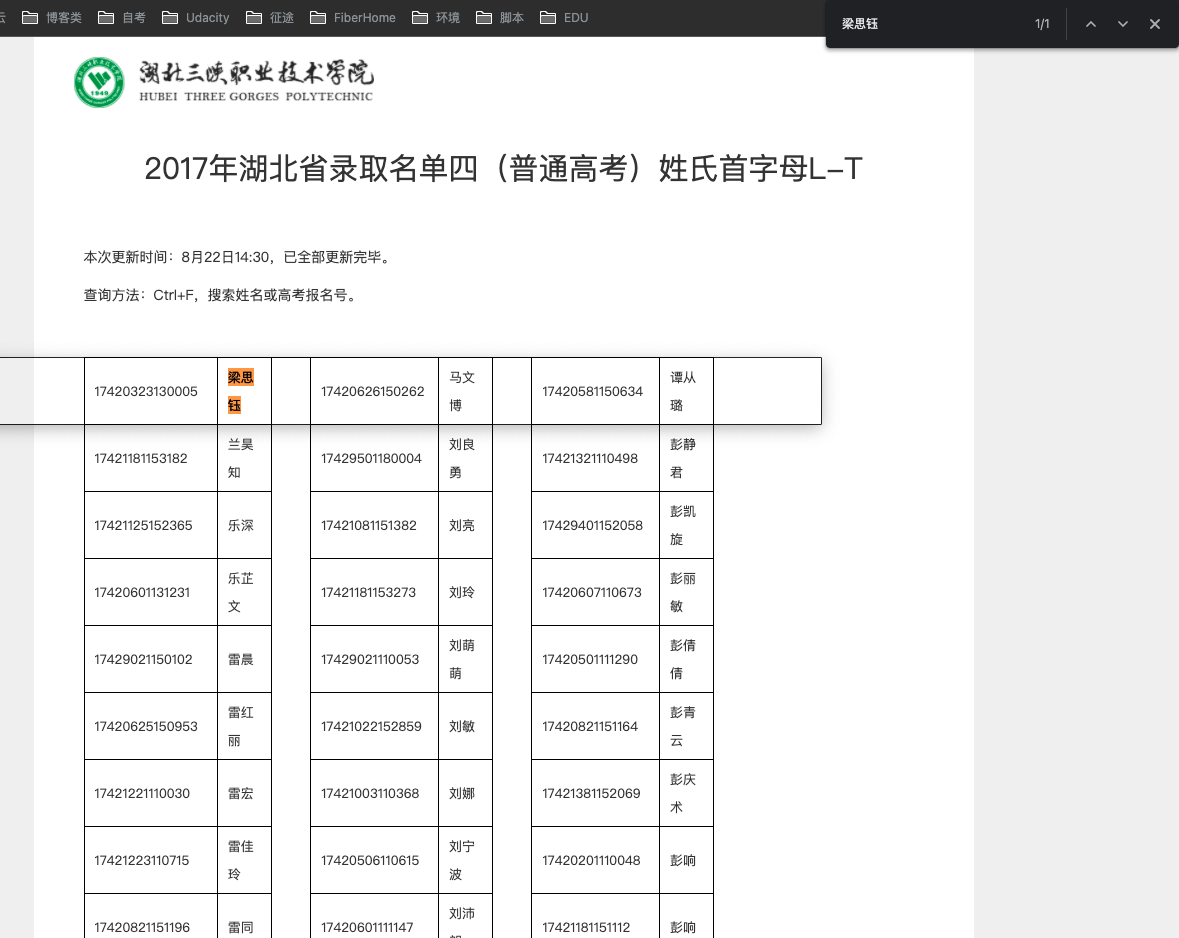 云 博客类 自考 Udacity 征途 FiberHome 环境 脚本 EDU
梁思钰 1/1
湖北三峡职业技术学院
HUBEI THREE GORGES POLYTECHNIC
1949
2017年湖北省录取名单四（普通高考）姓氏首字母L-T
本次更新时间：8月22日14:30，已全部更新完毕。
查询方法：Ctrl+F，搜索姓名或高考报名号。
17420323130005 梁思钰 17420626150262 马文博 17420581150634 谭从璐
17421181153182 兰昊知 17429501180004 刘良勇 17421321110498 彭静君
17421125152365 乐深 17421081151382 刘亮 17429401152058 彭凯旋
17420601131231 乐芷文 17421181153273 刘玲 17420607110673 彭丽敏
17429021150102 雷晨 17429021110053 刘萌萌 17420501111290 彭倩倩
17420625150953 雷红丽 17421022152859 刘敏 17420821151164 彭青云
17421221110030 雷宏 17421003110368 刘娜 17421381152069 彭庆术
17421223110715 雷佳玲 17420506110615 刘宁波 17420201110048 彭响
17420821151196 雷同 17420601111147 刘沛 17421181151112 彭响